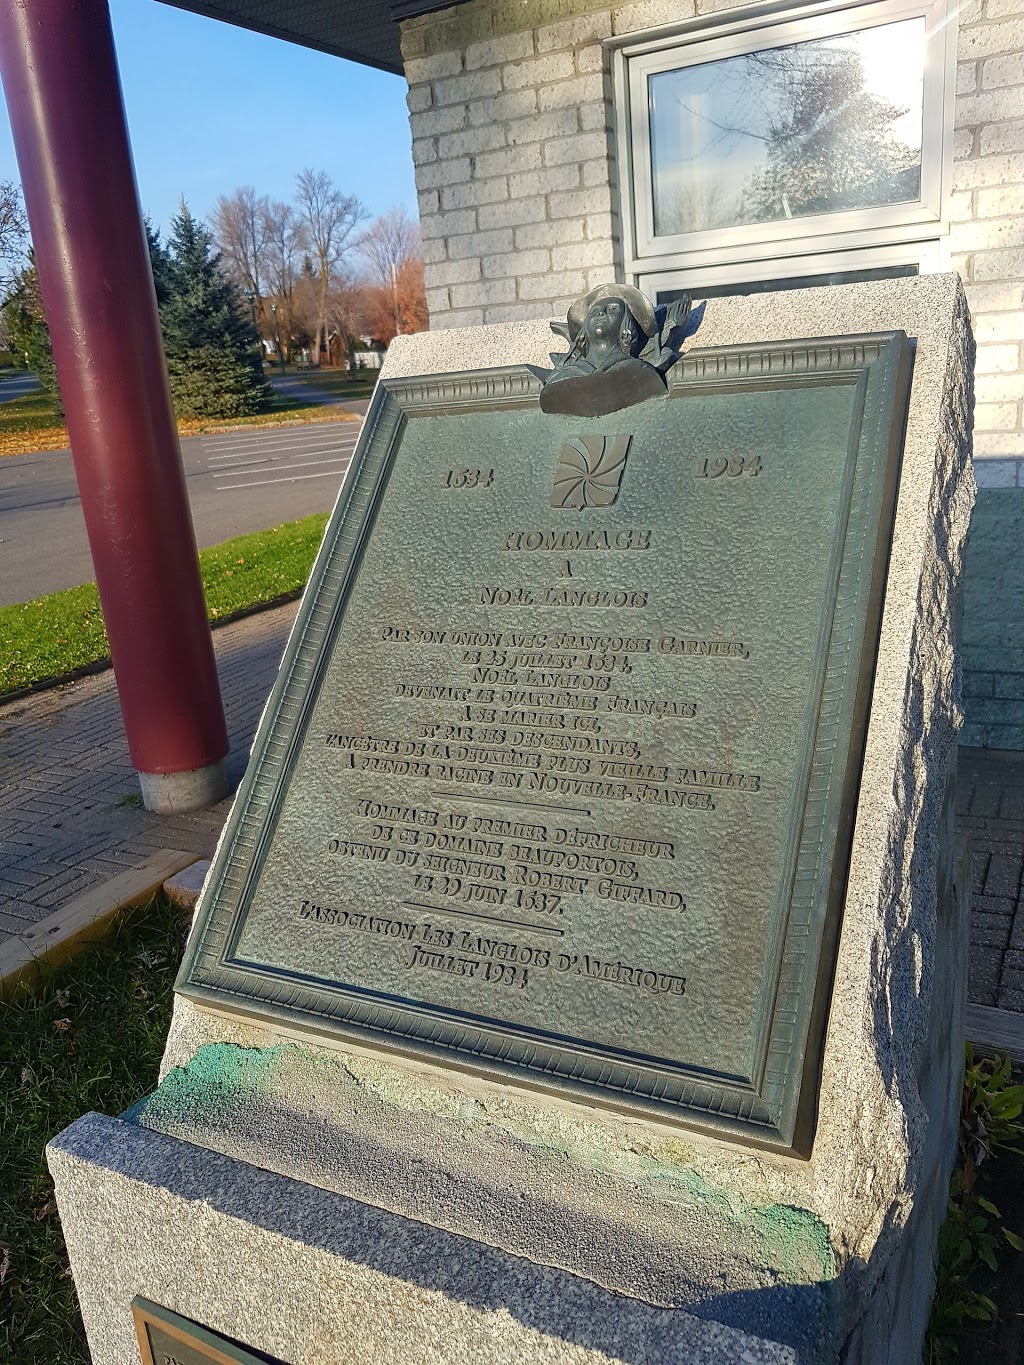 1634 1984
HOMMAGE
À
NOËL LANGLOIS
PAR SON UNION AVEC FRANÇOISE GARNIER,
LE 25 JUILLET 1634,
NOËL LANGLOIS
DEVENAIT LE QUATRIÈME FRANÇAIS
À SE MARIER ICI,
ET PAR SES DESCENDANTS,
L'ANCÊTRE DE LA DEUXIÈME PLUS VIEILLE FAMILLE
À PRENDRE RACINE EN NOUVELLE-FRANCE.
HOMMAGE AU PREMIER DÉFRICHEUR
DE CE DOMAINE BEAUPORTOIS,
OBTENU DU SEIGNEUR ROBERT GIFFARD,
LE 29 JUIN 1637.
L'ASSOCIATION LES LANGLOIS D'AMÉRIQUE
JUILLET 1984